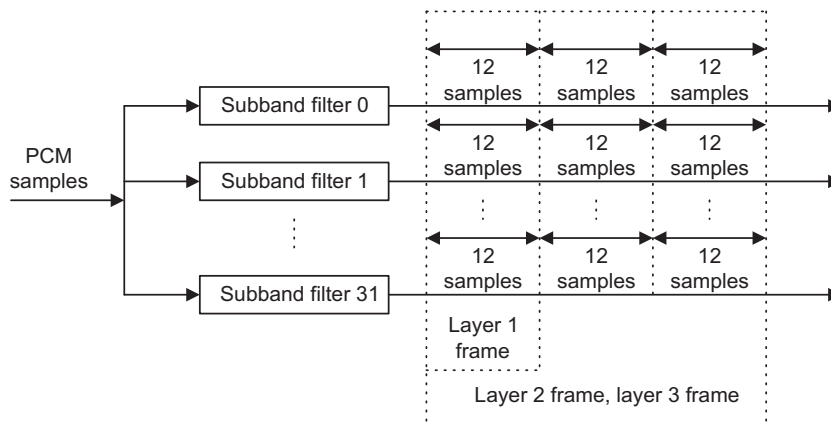 12 12 12
samples samples samples
Subband filter 0
12 12 12
PCM
samples
samples samples samples
Subband filter 1
12 12 12
samples samples samples
Subband filter 31
Layer 1
frame
Layer 2 frame, layer 3 frame